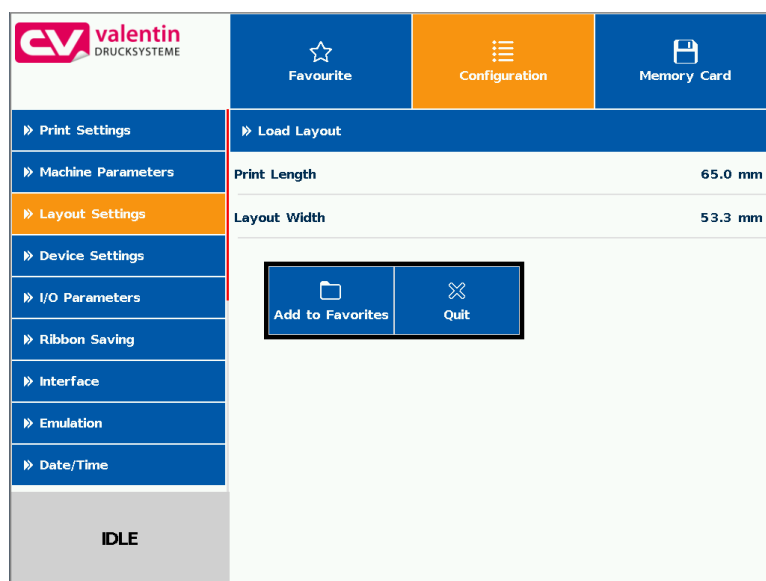 valentin
DRUCKSYSTEME
Favourite
Configuration
Memory Card
Print Settings
Machine Parameters
Layout Settings
Device Settings
I/O Parameters
Ribbon Saving
Interface
Emulation
Date/Time
IDLE
Load Layout
Print Length 65.0 mm
Layout Width 53.3 mm
Add to Favorites
Quit